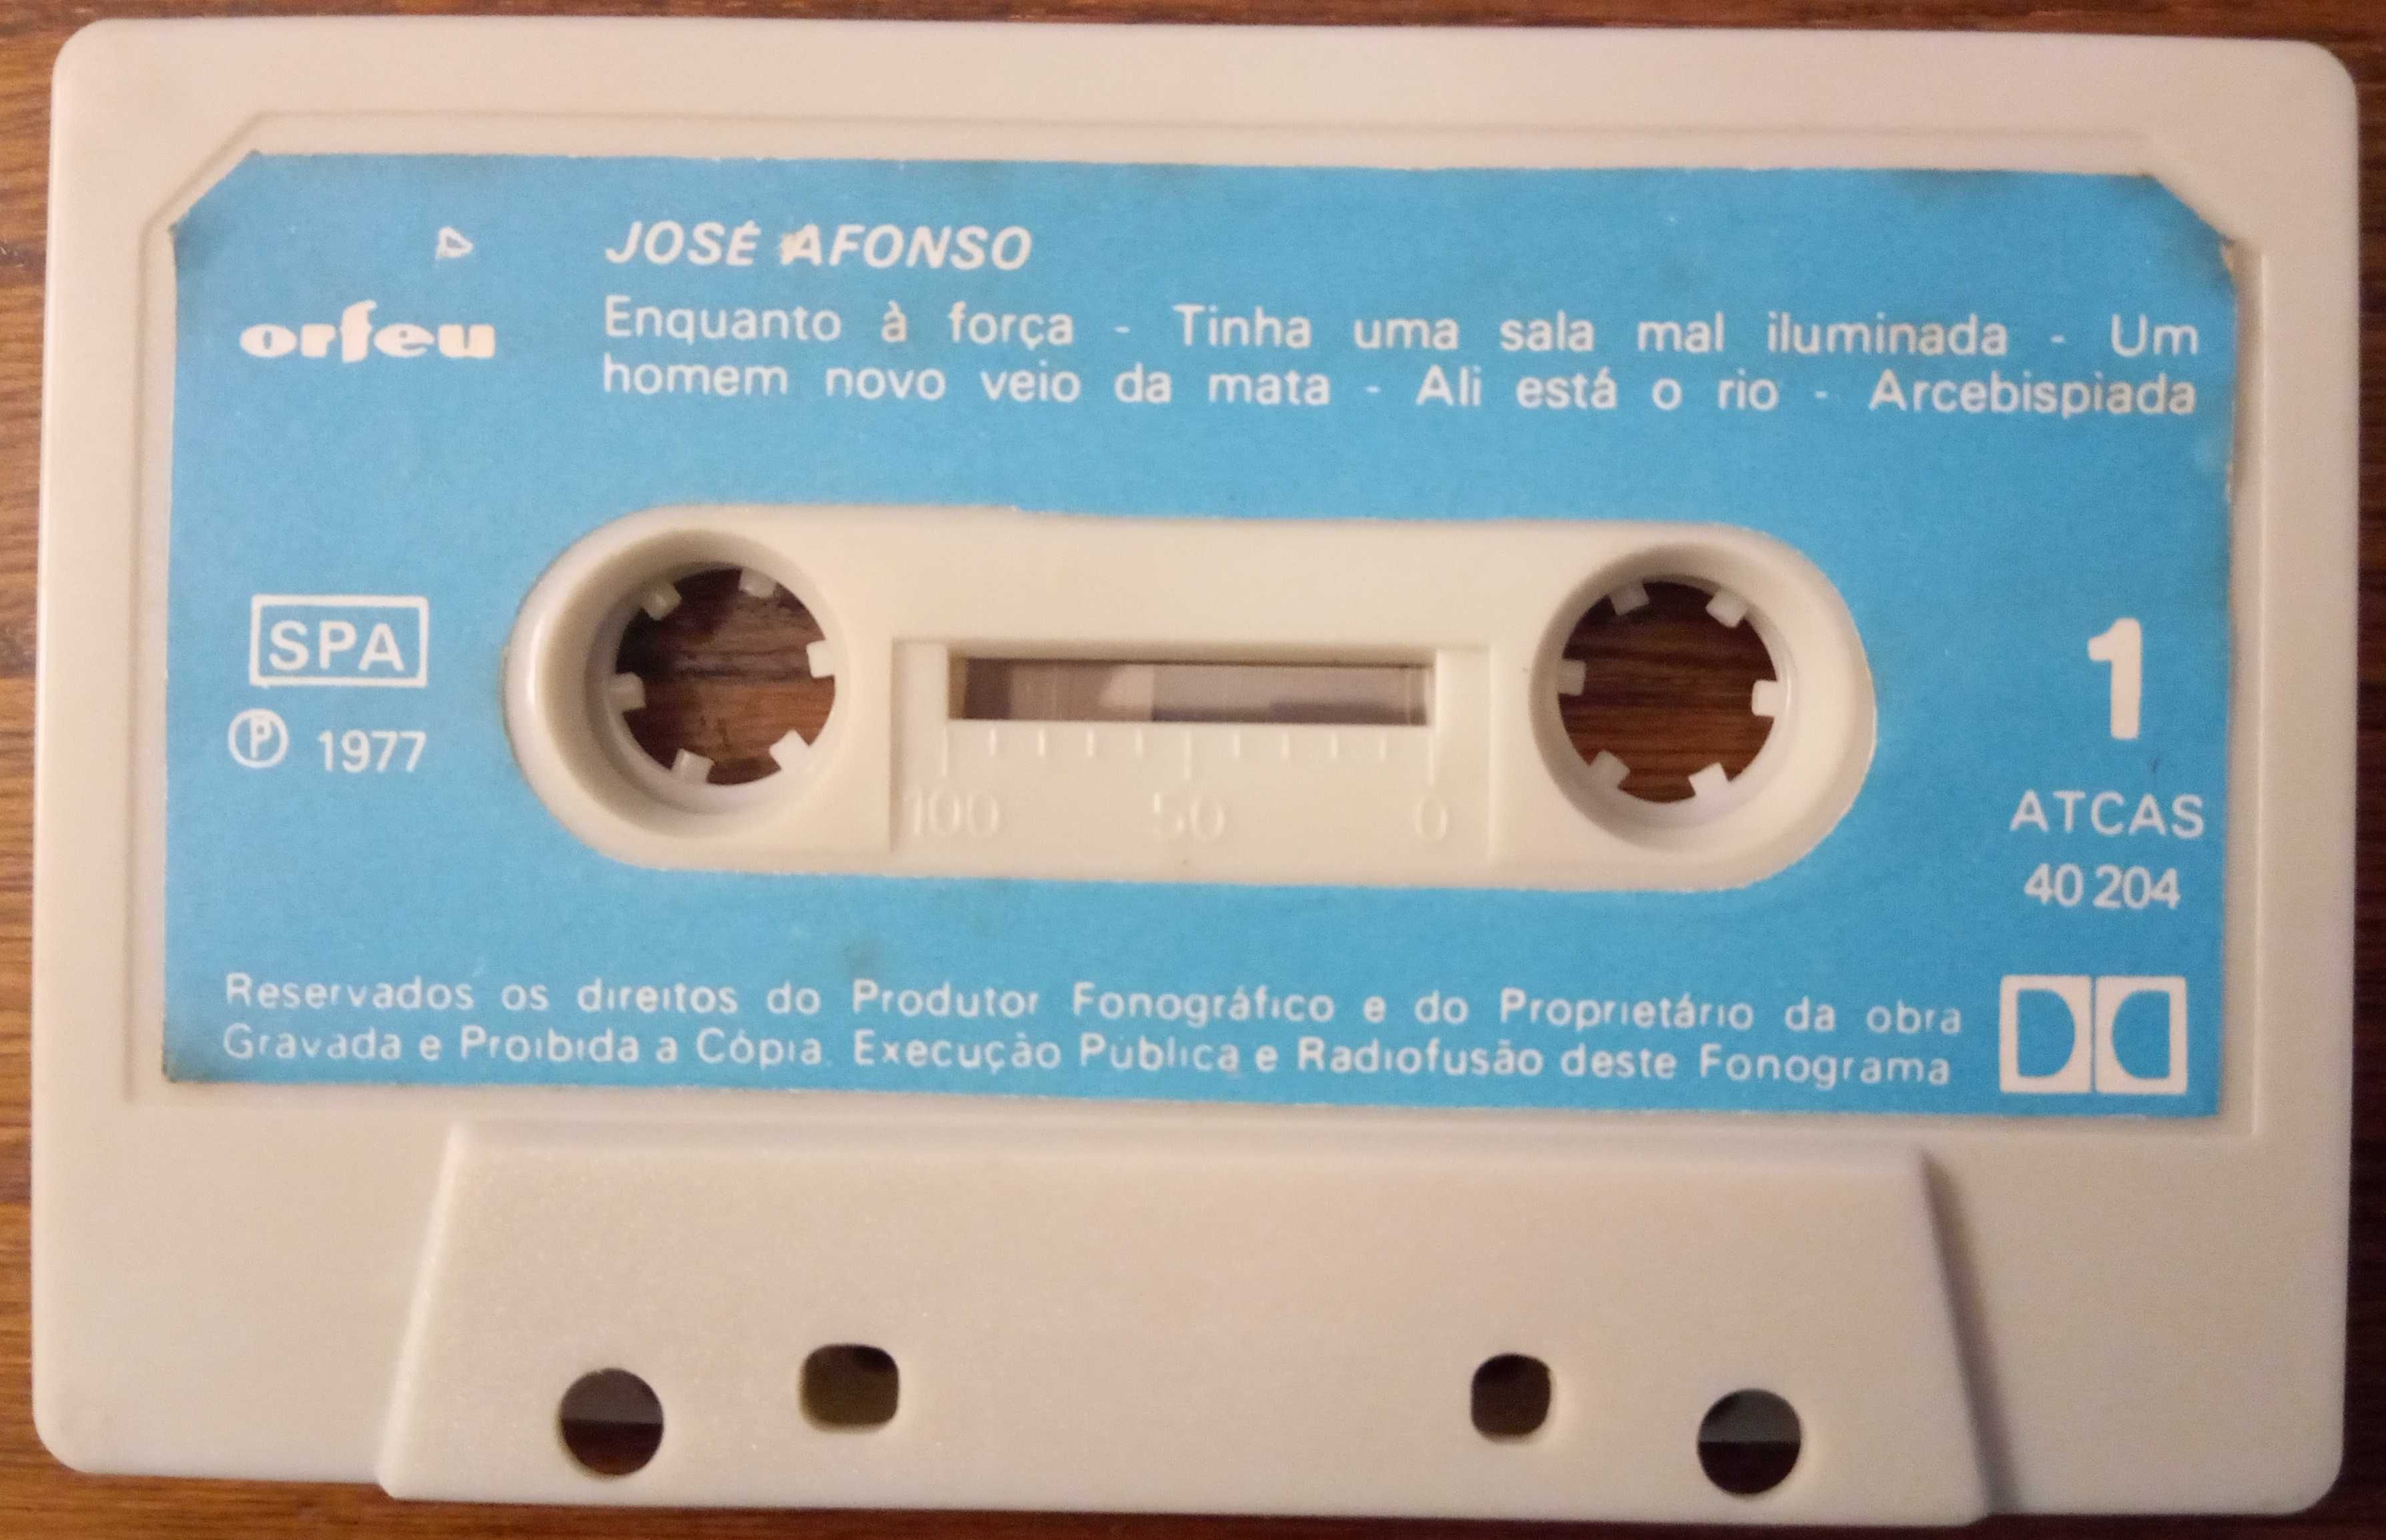 orfeu
JOSÉ AFONSO
Enquanto à força - Tinha uma sala mal iluminada - Um
homem novo veio da mata - Ali está o rio - Arcebispiada
SPA
Ⓟ 1977
100 50 0
1
ATCAS
40 204
Reservados os direitos do Produtor Fonográfico e do Proprietário da obra
Gravada e Proibida a Cópia. Execução Pública e Radiofusão deste Fonograma